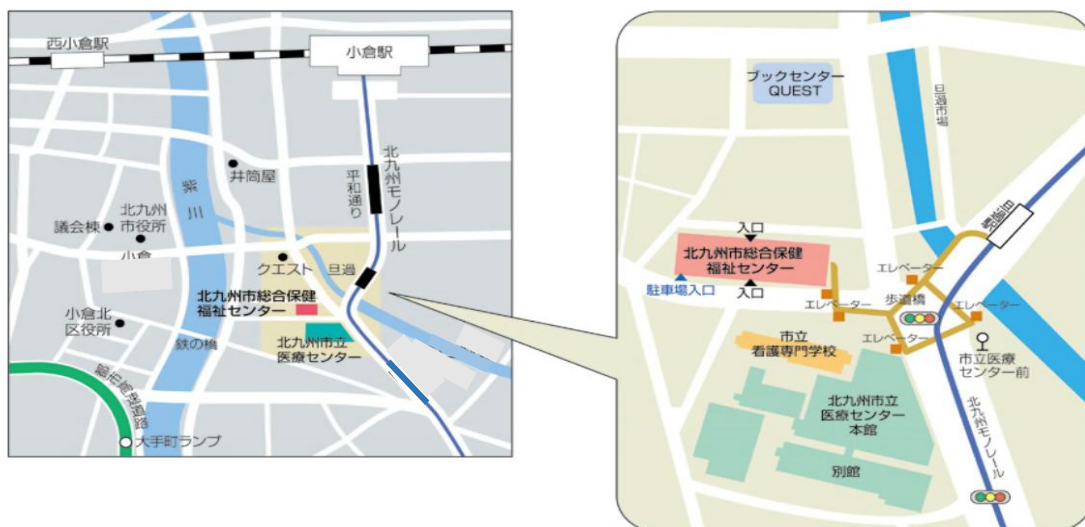 西小倉駅
小倉駅
北九州モノレール
平和通り
井筒屋
紫川
議会棟
北九州
市役所
クエスト
旦過
北九州市総合保健
福祉センター
小倉北
区役所
鉄の橋
北九州市立
医療センター
都市高速道路
大手町ランプ
ブックセンター
QUEST
旦過市場
旦過駅
入口
北九州市総合保健
福祉センター
駐車場入口
入口
エレベーター
歩道橋
エレベーター
エレベーター
エレベーター
市立
看護専門学校
市立医療
センター前
北九州市立
医療センター
本館
別館
北九州モノレール